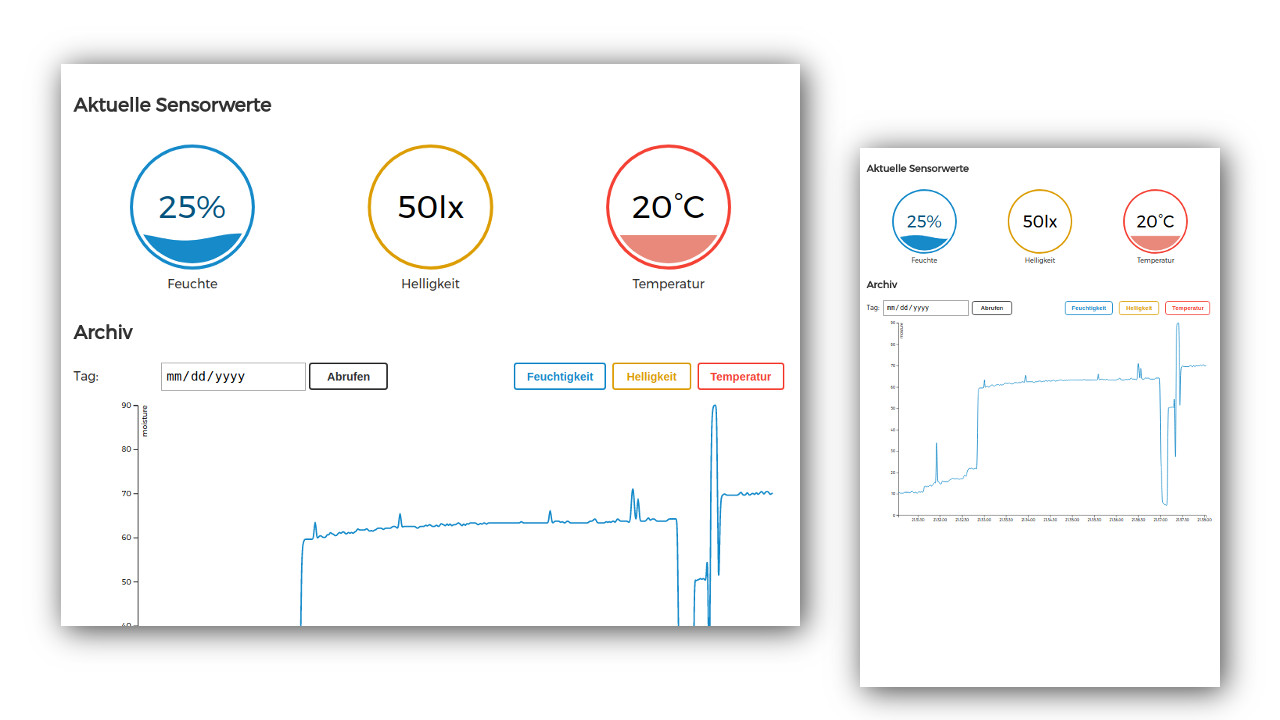 Aktuelle Sensorwerte
25% 50lx 20°C
Feuchte Helligkeit Temperatur
Archiv
Tag: mm/dd/yyyy Abrufen Feuchtigkeit Helligkeit Temperatur
90
moisture
80
70
60
50
40
Aktuelle Sensorwerte
25% 50lx 20°C
Feuchte Helligkeit Temperatur
Archiv
Tag: mm/dd/yyyy Abrufen Feuchtigkeit Helligkeit Temperatur
90
moisture
80
70
60
50
40
30
20
10
0